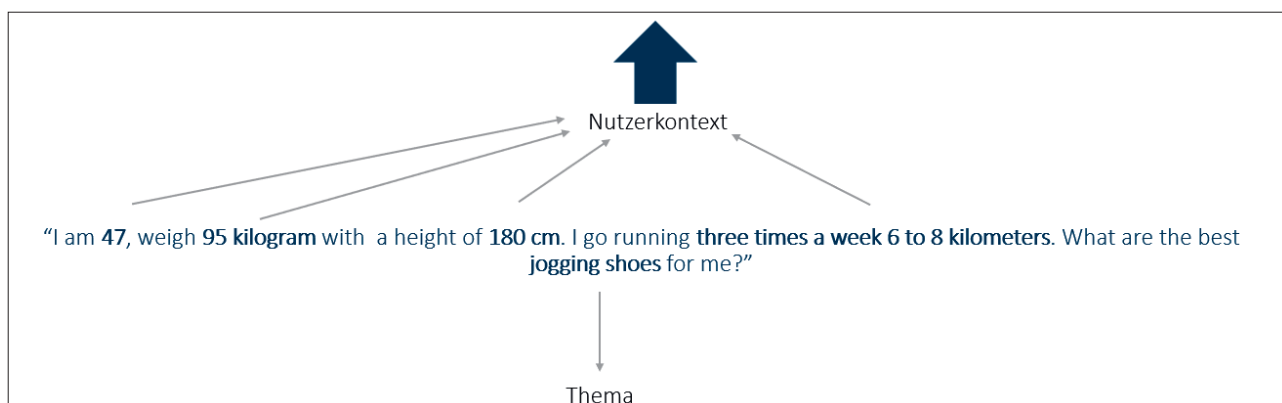 Nutzerkontext
“I am 47, weigh 95 kilogram with a height of 180 cm. I go running three times a week 6 to 8 kilometers. What are the best
jogging shoes for me?”
Thema